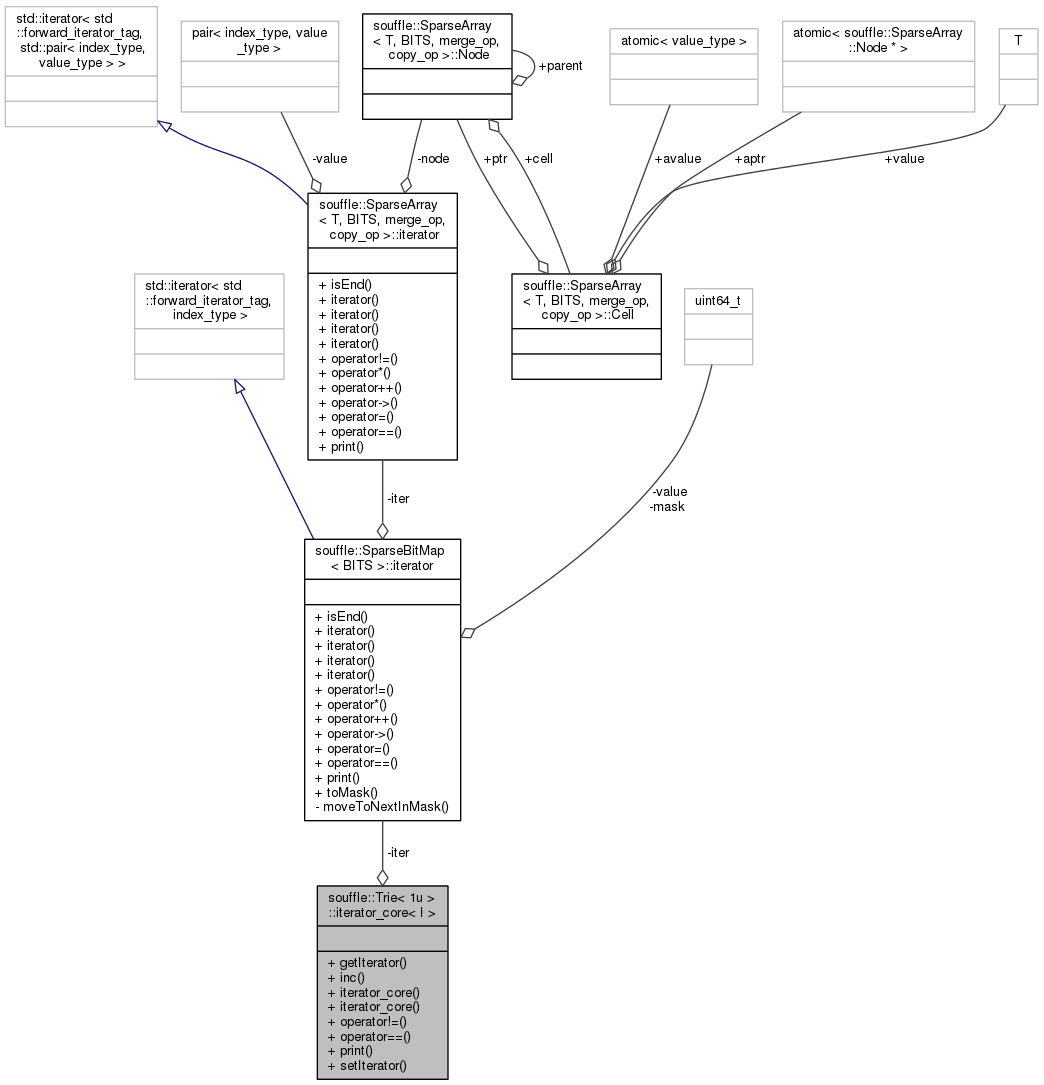 std::iterator< std
::forward_iterator_tag,
std::pair< index_type,
value_type > >
pair< index_type, value
_type >
souffle::SparseArray
< T, BITS, merge_op,
copy_op >::Node
+parent
atomic< value_type >
atomic< souffle::SparseArray
::Node * >
T
-value
-node
+ptr
+cell
+avalue
+aptr
+value
souffle::SparseArray
< T, BITS, merge_op,
copy_op >::iterator
+ isEnd()
+ iterator()
+ iterator()
+ iterator()
+ iterator()
+ operator!=()
+ operator*()
+ operator++()
+ operator->()
+ operator=()
+ operator==()
+ print()
std::iterator< std
::forward_iterator_tag,
index_type >
souffle::SparseArray
< T, BITS, merge_op,
copy_op >::Cell
uint64_t
-iter
-value
-mask
souffle::SparseBitMap
< BITS >::iterator
+ isEnd()
+ iterator()
+ iterator()
+ iterator()
+ iterator()
+ operator!=()
+ operator*()
+ operator++()
+ operator->()
+ operator=()
+ operator==()
+ print()
+ toMask()
- moveToNextInMask()
-iter
souffle::Trie< 1u >
::iterator_core< I >
+ getIterator()
+ inc()
+ iterator_core()
+ iterator_core()
+ operator!=()
+ operator==()
+ print()
+ setIterator()